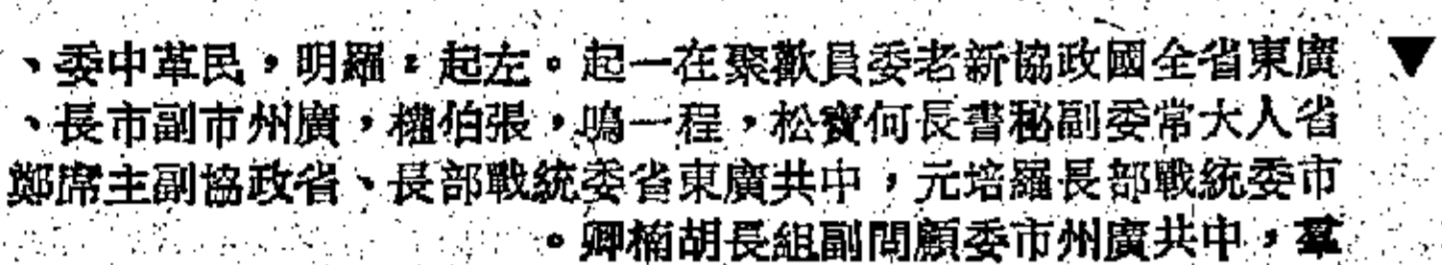 ▼廣東省全國政協新老委員歡聚在一起。左起：羅明，民革中委、
省人大常委副秘書長何寶松，程一鳴，張伯權，廣州市副市長、
市委統戰部長羅培元，中共廣東省委統戰部長、省政協副主席鄭
羣，中共廣州市委顧問副組長胡楠卿。